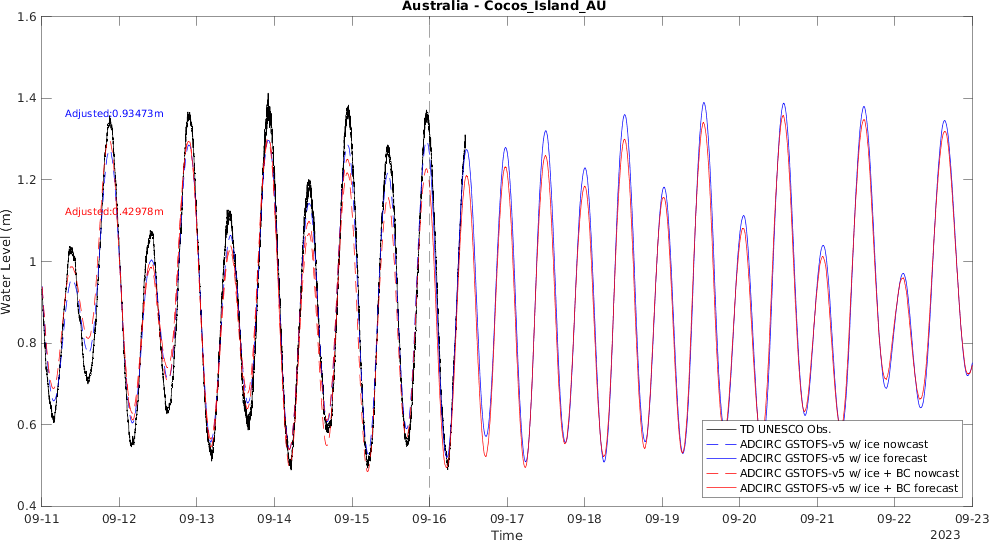 Australia - Cocos_Island_AU
1.6
1.4
1.2
1
0.8
0.6
0.4
Water Level (m)
Adjusted:0.93473m
Adjusted:0.42978m
TD UNESCO Obs.
ADCIRC GSTOFS-v5 w/ ice nowcast
ADCIRC GSTOFS-v5 w/ ice forecast
ADCIRC GSTOFS-v5 w/ ice + BC nowcast
ADCIRC GSTOFS-v5 w/ ice + BC forecast
09-11 09-12 09-13 09-14 09-15 09-16 09-17 09-18 09-19 09-20 09-21 09-22 09-23
Time
2023